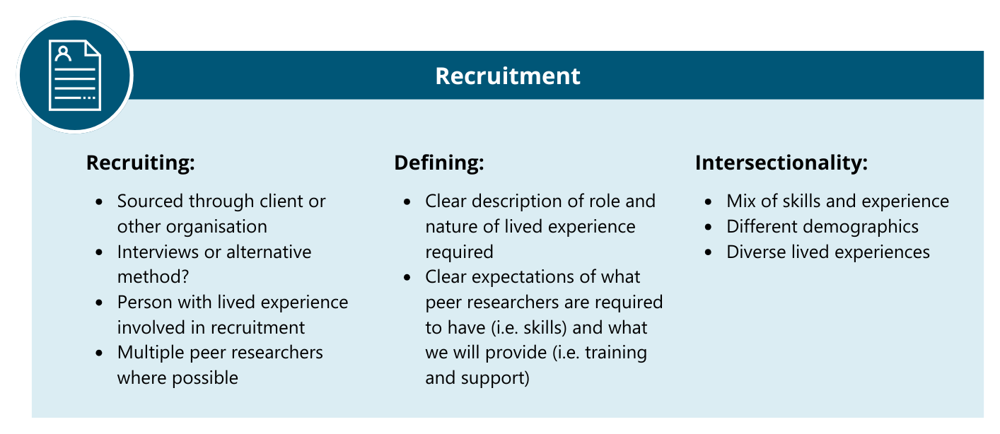 Recruitment
Recruiting:
• Sourced through client or
other organisation
• Interviews or alternative
method?
• Person with lived experience
involved in recruitment
• Multiple peer researchers
where possible
Defining:
• Clear description of role and
nature of lived experience
required
• Clear expectations of what
peer researchers are required
to have (i.e. skills) and what
we will provide (i.e. training
and support)
Intersectionality:
• Mix of skills and experience
• Different demographics
• Diverse lived experiences